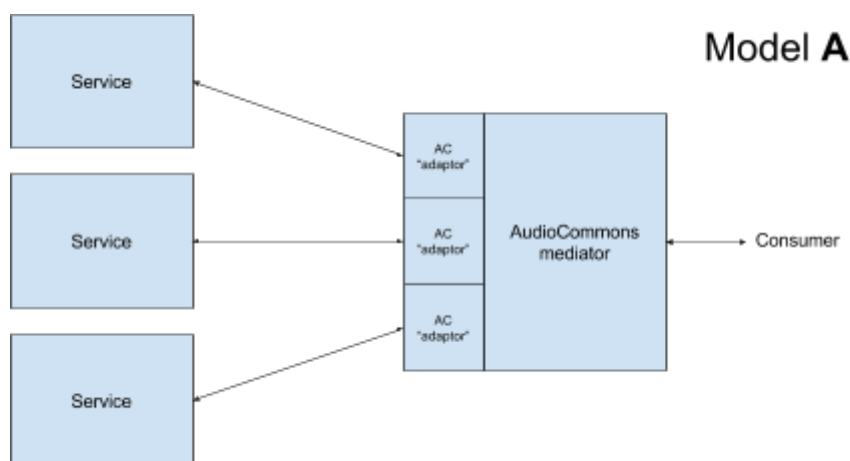 Model A
Service
AC
"adaptor"
Service
AC
"adaptor"
AudioCommons
mediator
Consumer
AC
"adaptor"
Service